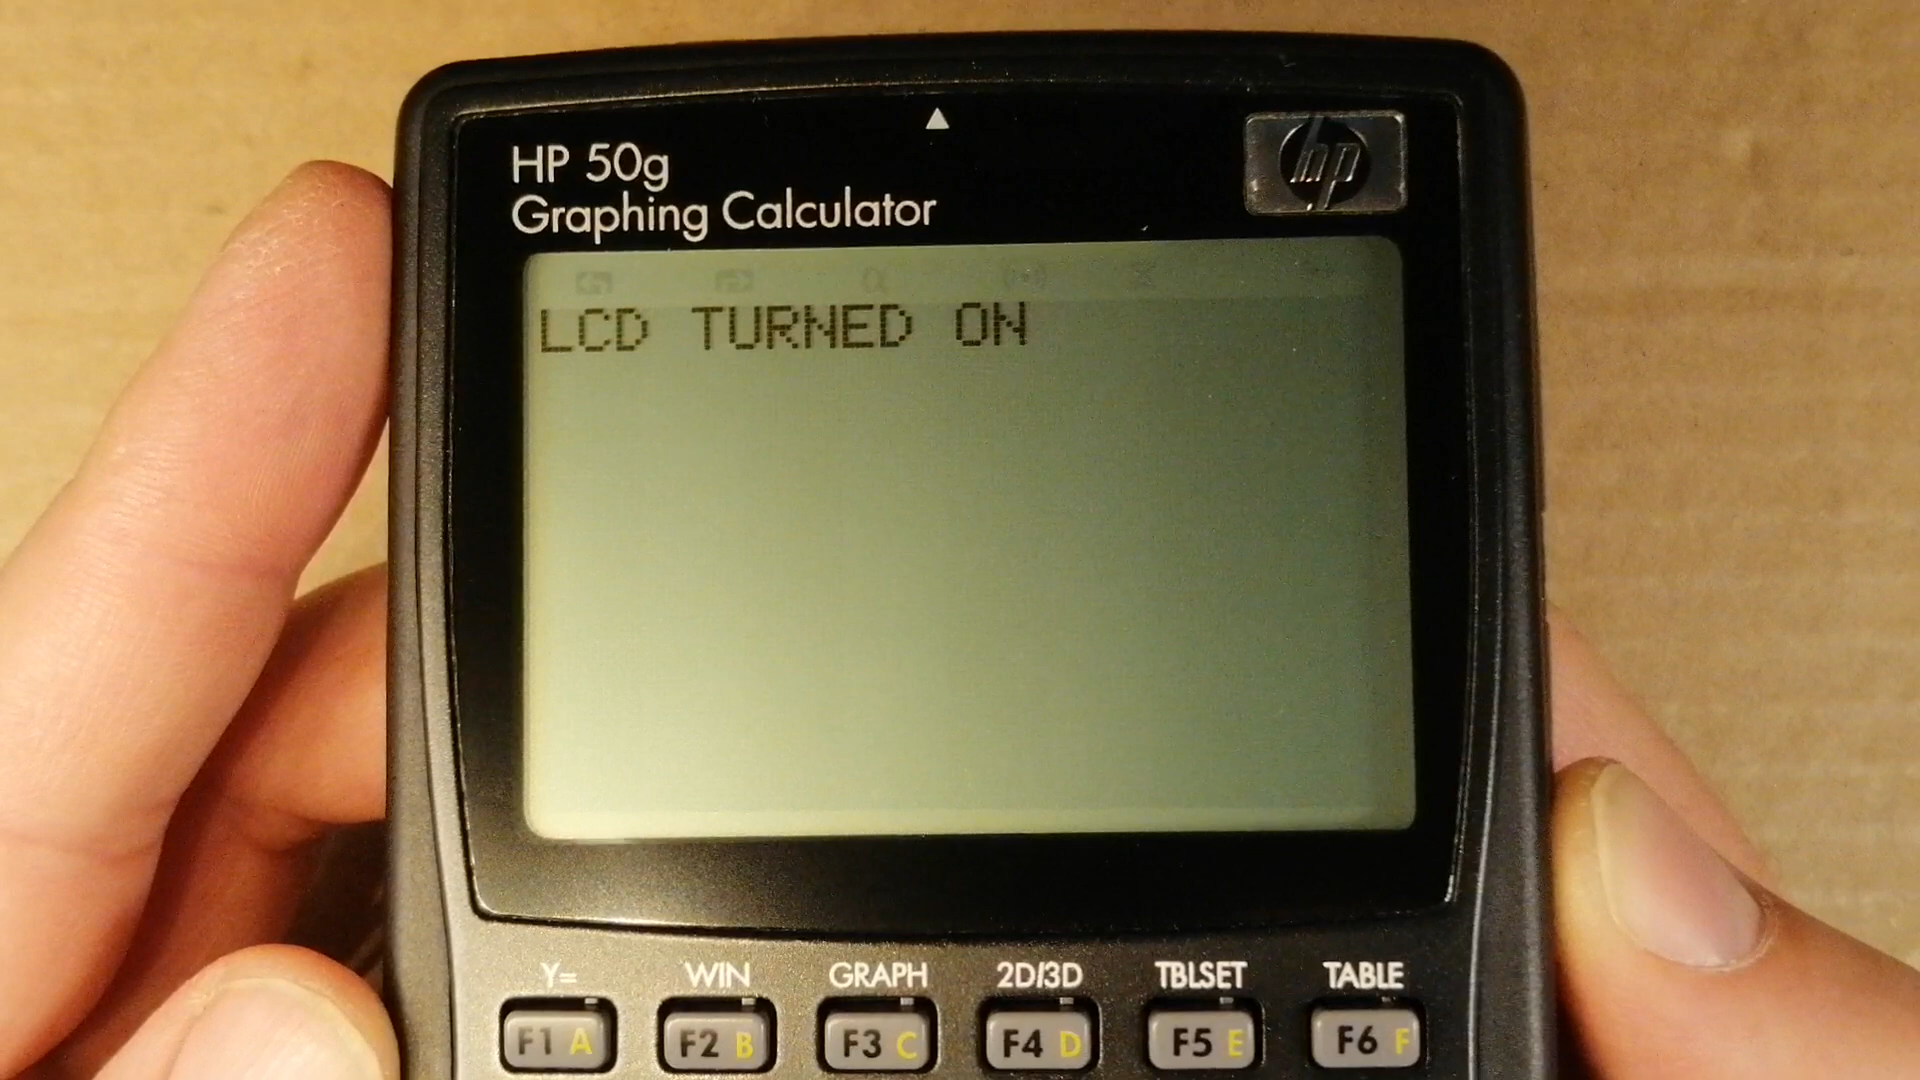 HP 50g
Graphing Calculator
hp
α
LCD TURNED ON
Y= WIN GRAPH 2D/3D TBLSET TABLE
F1 A F2 B F3 C F4 D F5 E F6 F